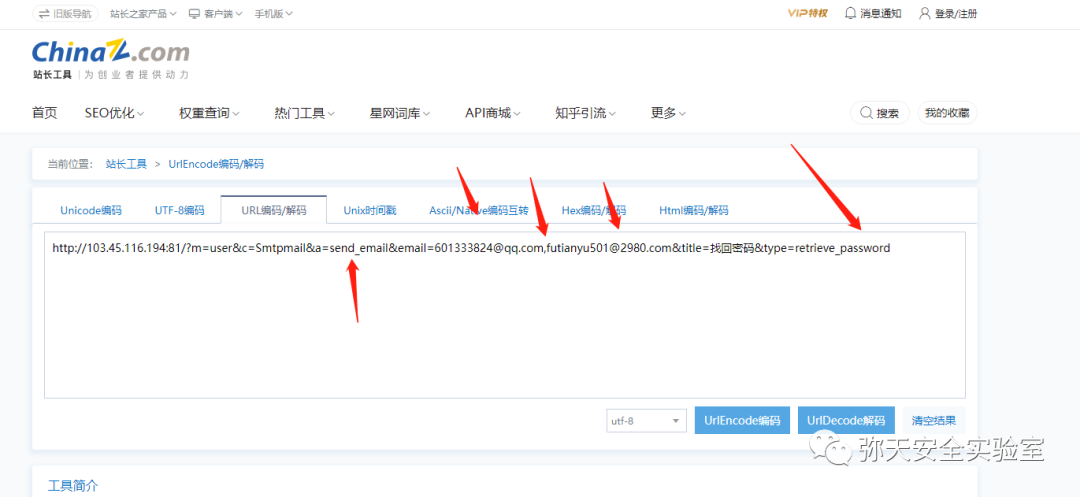 旧版导航 站长之家产品 客户端 手机版 VIP特权 消息通知 登录/注册
ChinaZ.com
站长工具 | 为创业者提供动力
首页 SEO优化 权重查询 热门工具 星网词库 API商城 知乎引流 更多 搜索 我的收藏
当前位置: 站长工具 > UrlEncode编码/解码
Unicode编码 UTF-8编码 URL编码/解码 Unix时间戳 Ascii/Native编码互转 Hex编码/解码 Html编码/解码
http://103.45.116.194:81/?m=user&c=Smtpmail&a=send_email&email=601333824@qq.com,futianyu501@2980.com&title=找回密码&type=retrieve_password
utf-8 UrlEncode编码 UrlDecode解码 清空结果
弥天安全实验室
工具简介